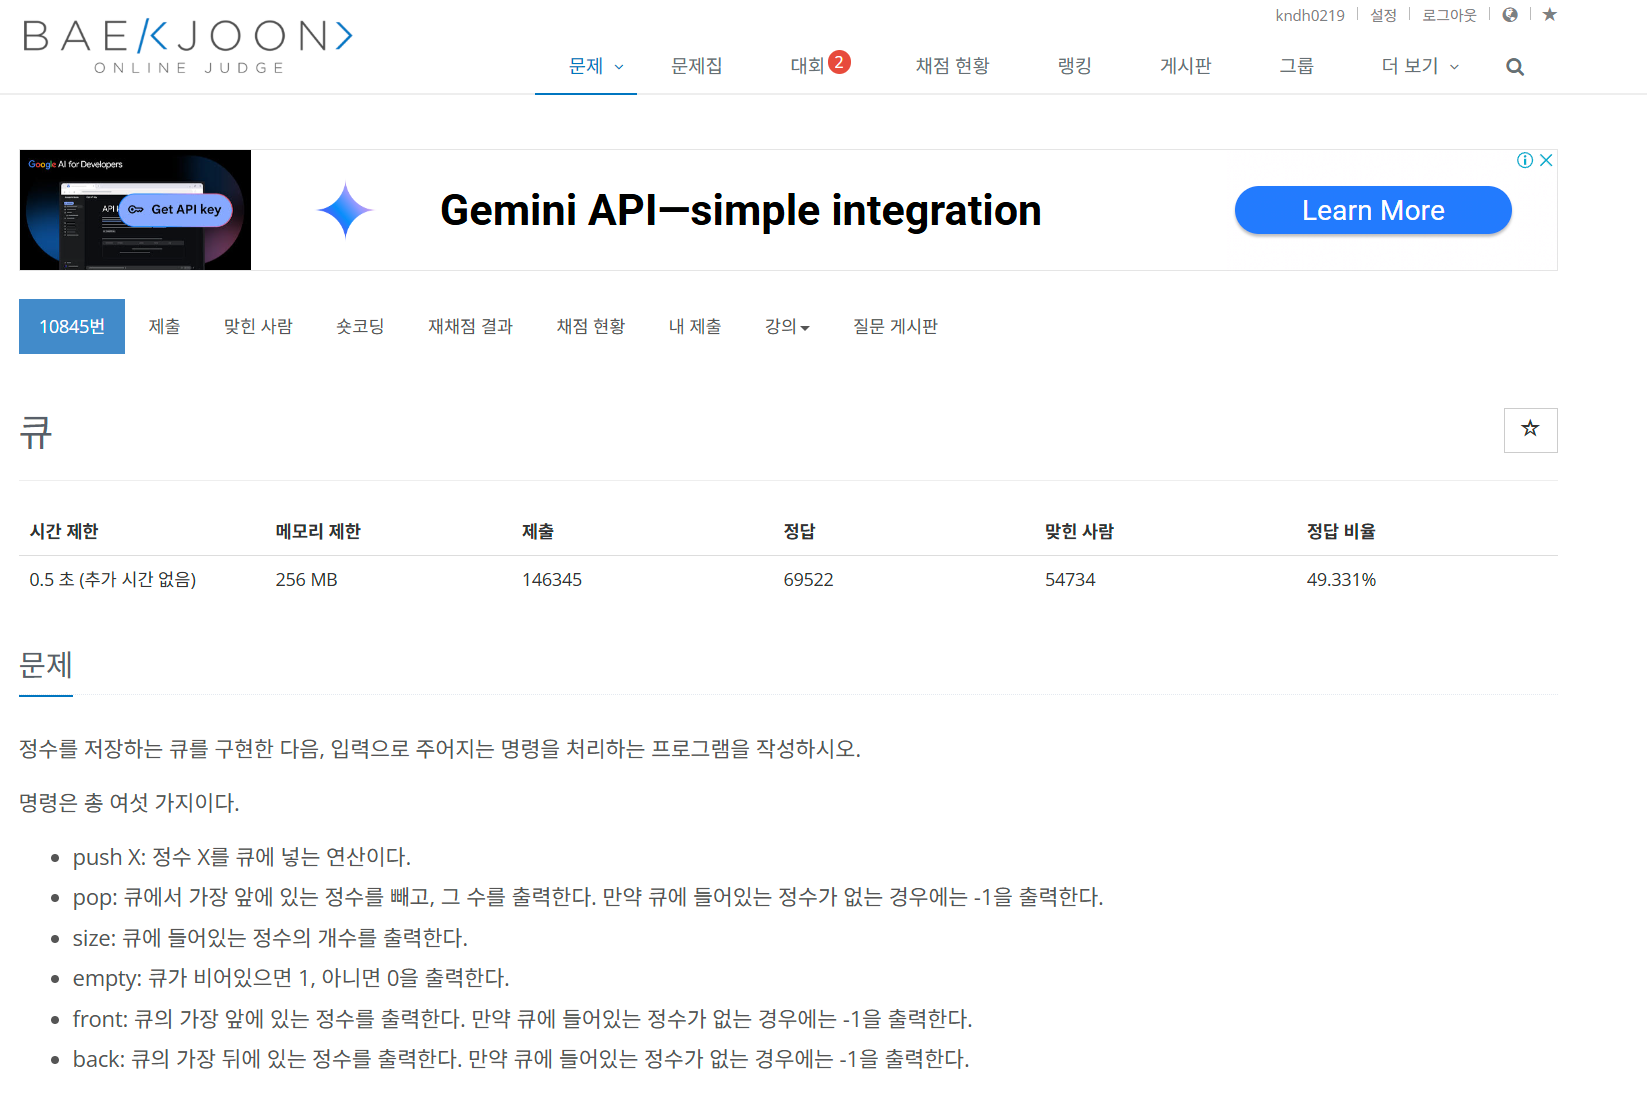 kndh0219 설정 로그아웃
BAEKJOON
ONLINE JUDGE
문제 문제집 대회 2 채점 현황 랭킹 게시판 그룹 더 보기
Google AI for Developers
Get API key
Gemini API—simple integration
Learn More
10845번 제출 맞힌 사람 숏코딩 재채점 결과 채점 현황 내 제출 강의 질문 게시판
큐
시간 제한 메모리 제한 제출 정답 맞힌 사람 정답 비율
0.5 초 (추가 시간 없음) 256 MB 146345 69522 54734 49.331%
문제
정수를 저장하는 큐를 구현한 다음, 입력으로 주어지는 명령을 처리하는 프로그램을 작성하시오.
명령은 총 여섯 가지이다.
push X: 정수 X를 큐에 넣는 연산이다.
pop: 큐에서 가장 앞에 있는 정수를 빼고, 그 수를 출력한다. 만약 큐에 들어있는 정수가 없는 경우에는 -1을 출력한다.
size: 큐에 들어있는 정수의 개수를 출력한다.
empty: 큐가 비어있으면 1, 아니면 0을 출력한다.
front: 큐의 가장 앞에 있는 정수를 출력한다. 만약 큐에 들어있는 정수가 없는 경우에는 -1을 출력한다.
back: 큐의 가장 뒤에 있는 정수를 출력한다. 만약 큐에 들어있는 정수가 없는 경우에는 -1을 출력한다.